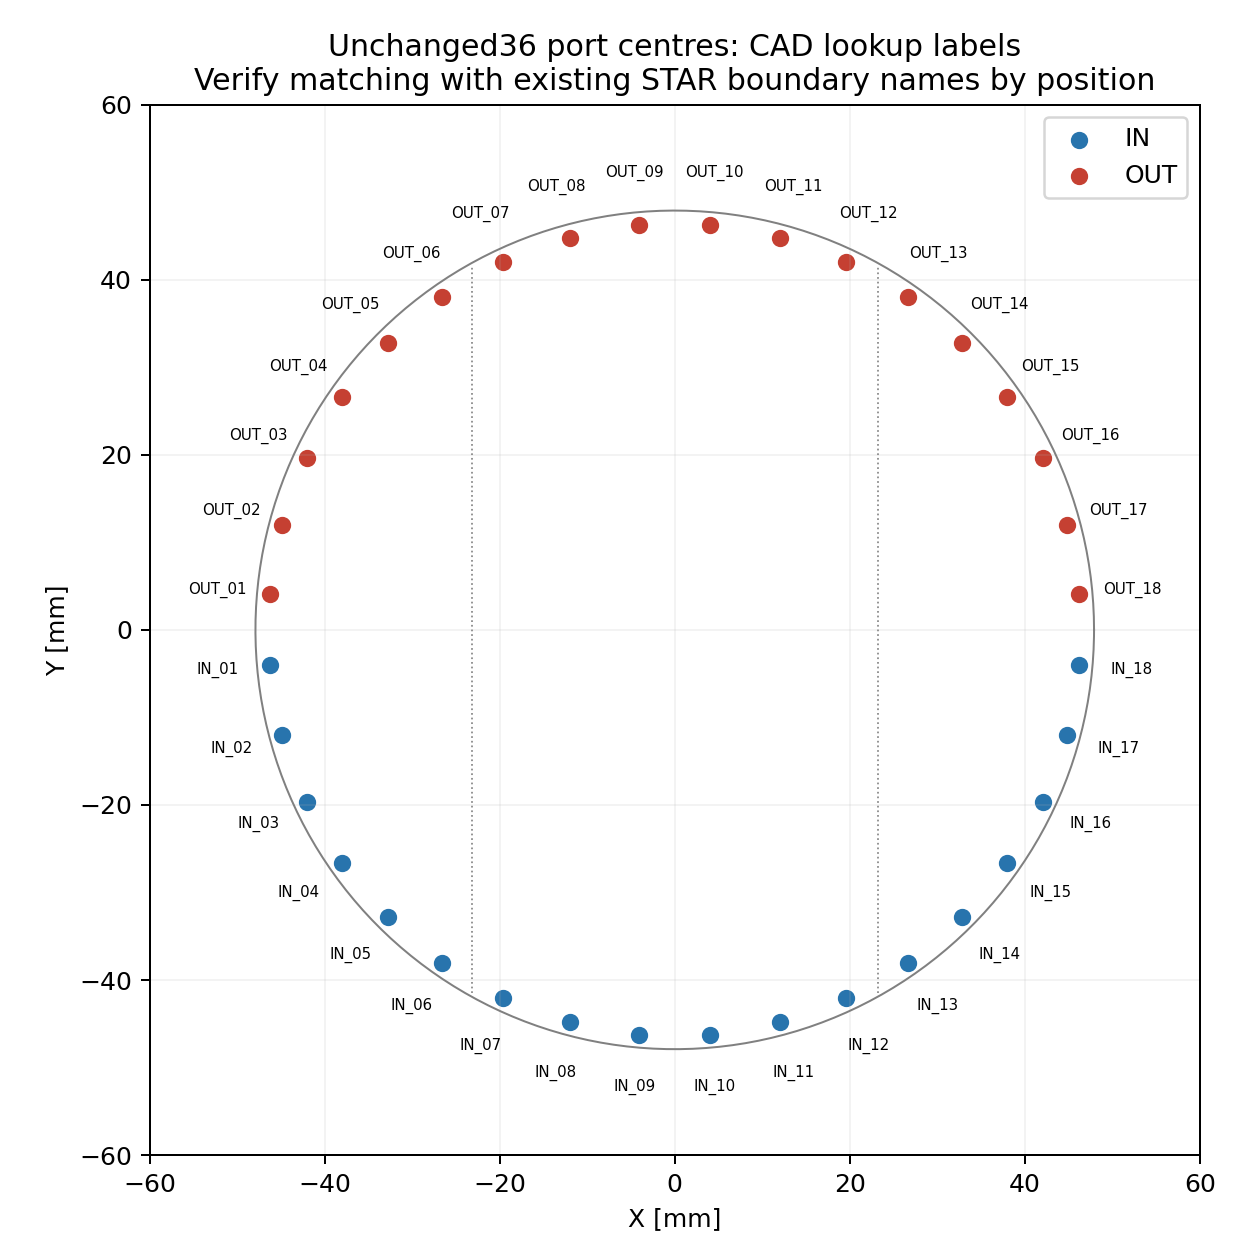 Unchanged36 port centres: CAD lookup labels
Verify matching with existing STAR boundary names by position
60
IN
OUT
OUT_09
OUT_10
OUT_08
OUT_11
OUT_07
OUT_12
OUT_06
OUT_13
40
OUT_05
OUT_14
OUT_04
OUT_15
20
OUT_03
OUT_16
OUT_02
OUT_17
OUT_01
OUT_18
Y [mm]
0
IN_01
IN_18
IN_02
IN_17
−20
IN_03
IN_16
IN_04
IN_15
IN_05
IN_14
−40
IN_06
IN_13
IN_07
IN_12
IN_08
IN_11
IN_09
IN_10
−60
−60 −40 −20 0 20 40 60
X [mm]